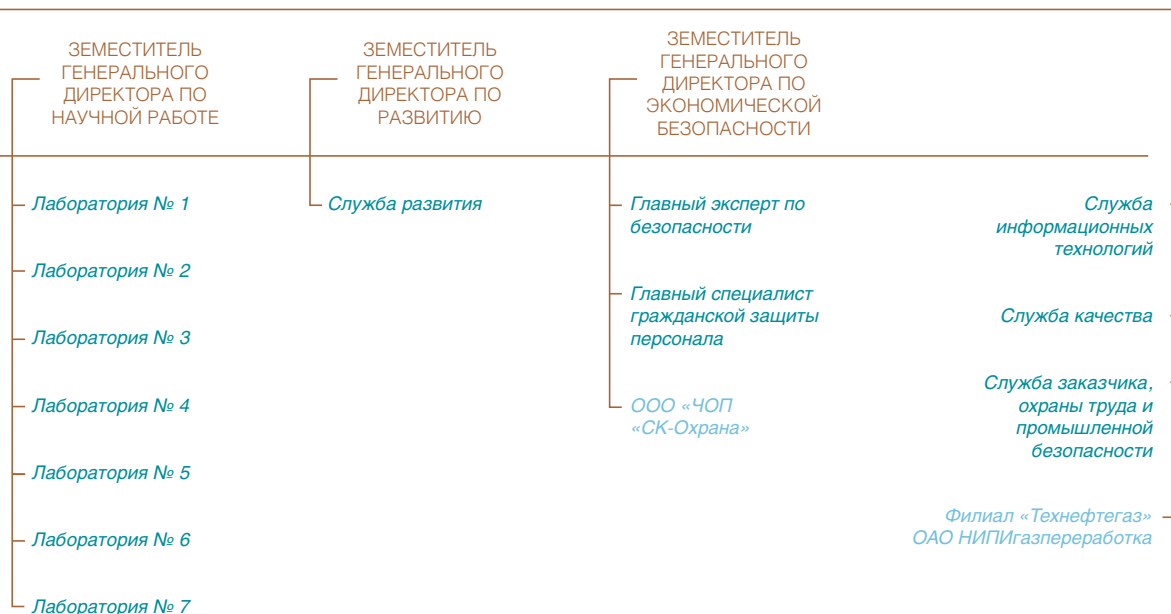 ЗЕМЕСТИТЕЛЬ
ГЕНЕРАЛЬНОГО
ДИРЕКТОРА ПО
НАУЧНОЙ РАБОТЕ
Лаборатория № 1
Лаборатория № 2
Лаборатория № 3
Лаборатория № 4
Лаборатория № 5
Лаборатория № 6
Лаборатория № 7
ЗЕМЕСТИТЕЛЬ
ГЕНЕРАЛЬНОГО
ДИРЕКТОРА ПО
РАЗВИТИЮ
Служба развития
ЗЕМЕСТИТЕЛЬ
ГЕНЕРАЛЬНОГО
ДИРЕКТОРА ПО
ЭКОНОМИЧЕСКОЙ
БЕЗОПАСНОСТИ
Главный эксперт по
безопасности
Главный специалист
гражданской защиты
персонала
ООО «ЧОП
«СК-Охрана»
Служба
информационных
технологий
Служба качества
Служба заказчика,
охраны труда и
промышленной
безопасности
Филиал «Технефтегаз»
ОАО НИПИгазпереработка